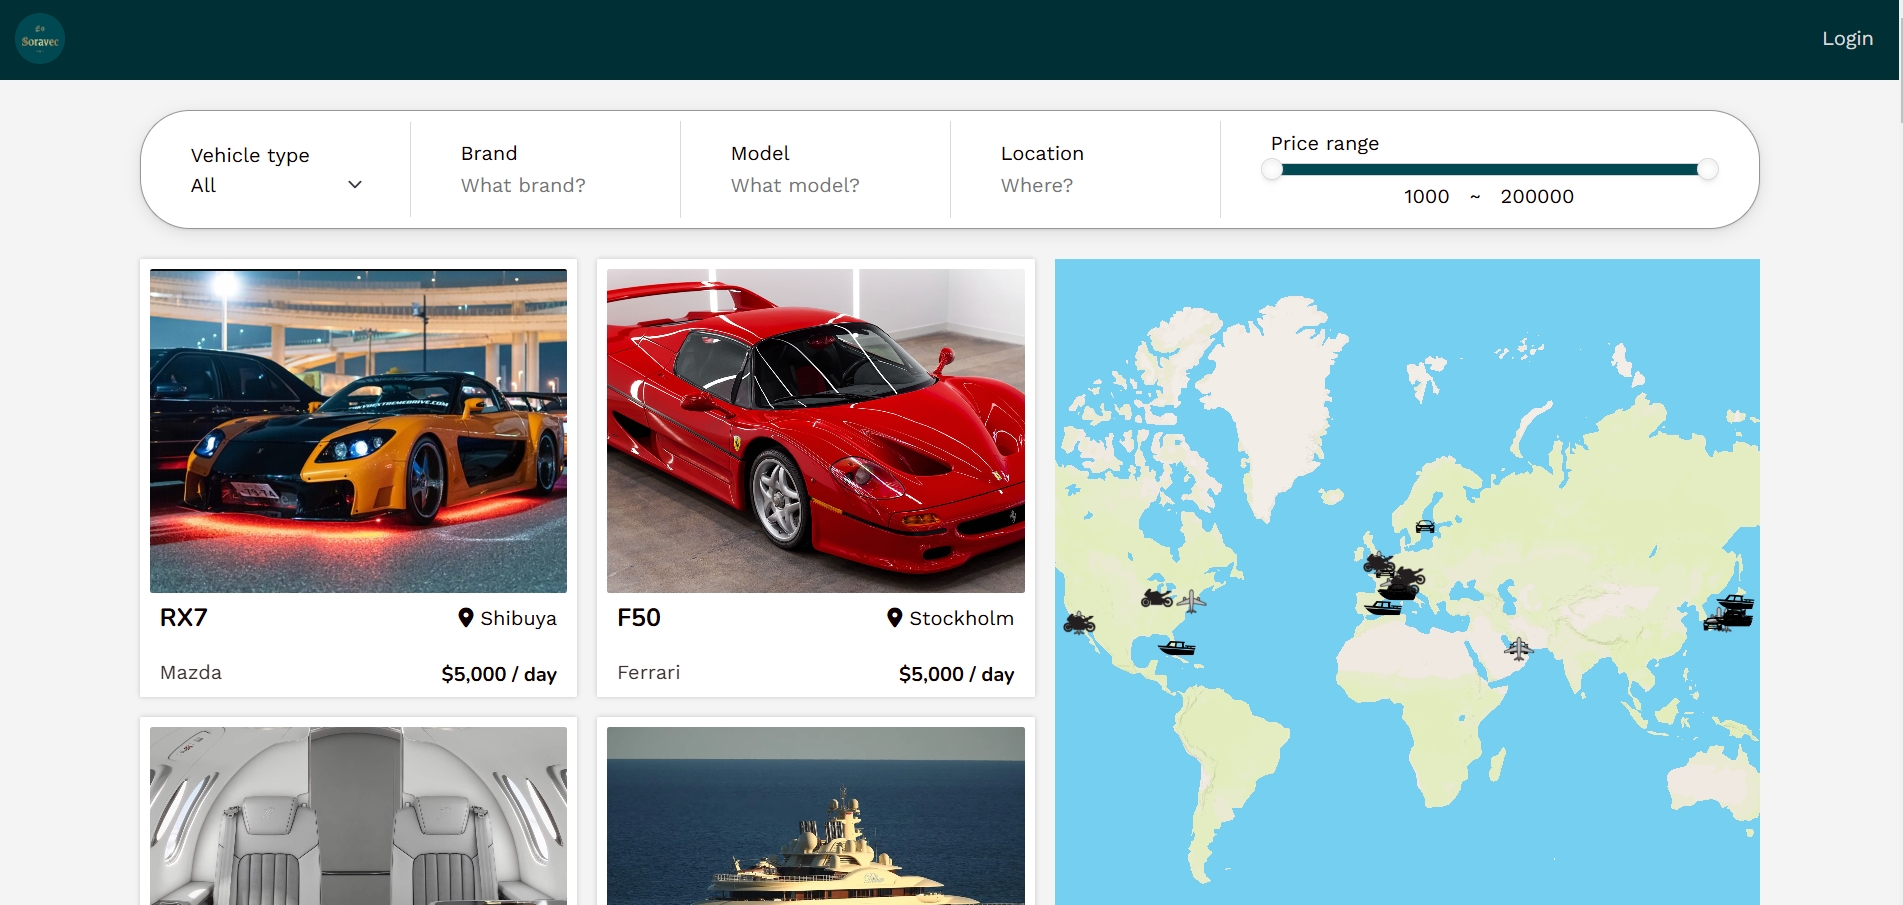 Soravec
Login
Vehicle type
All
Brand
What brand?
Model
What model?
Location
Where?
Price range
1000 ~ 200000
RX7
Shibuya
Mazda
$5,000 / day
F50
Stockholm
Ferrari
$5,000 / day